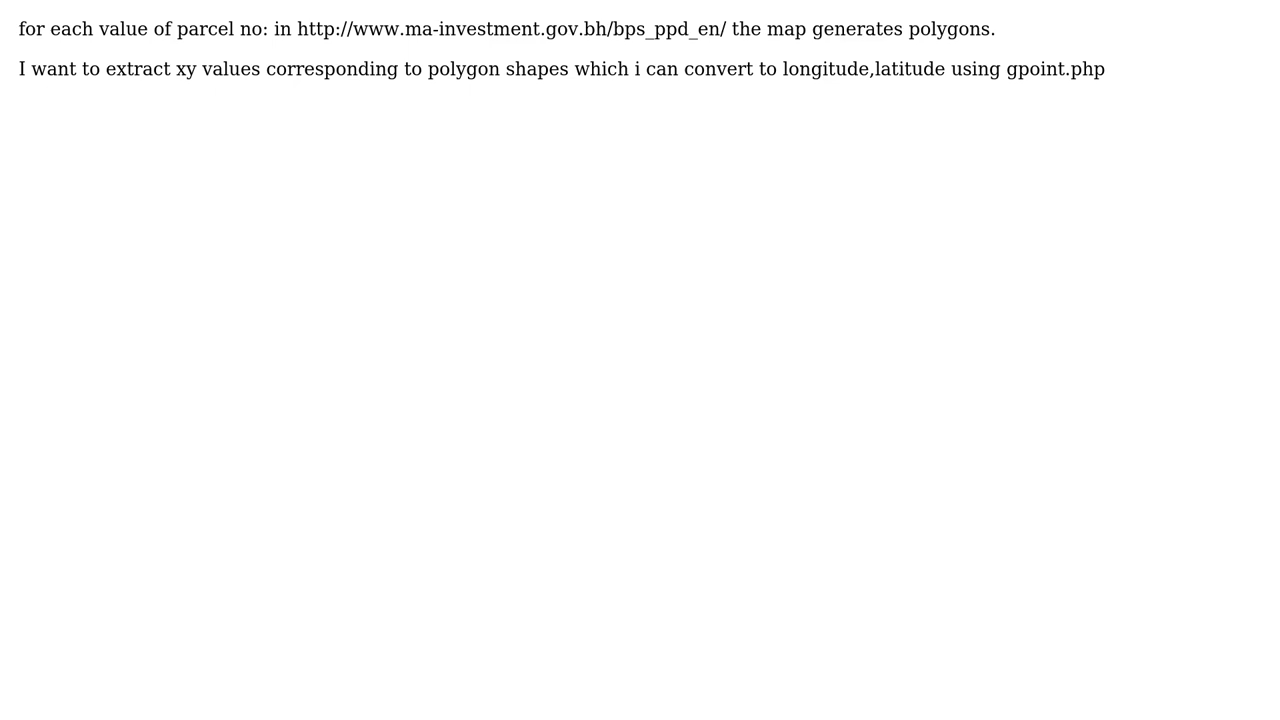 for each value of parcel no: in http://www.ma-investment.gov.bh/bps_ppd_en/ the map generates polygons.
I want to extract xy values corresponding to polygon shapes which i can convert to longitude,latitude using gpoint.php